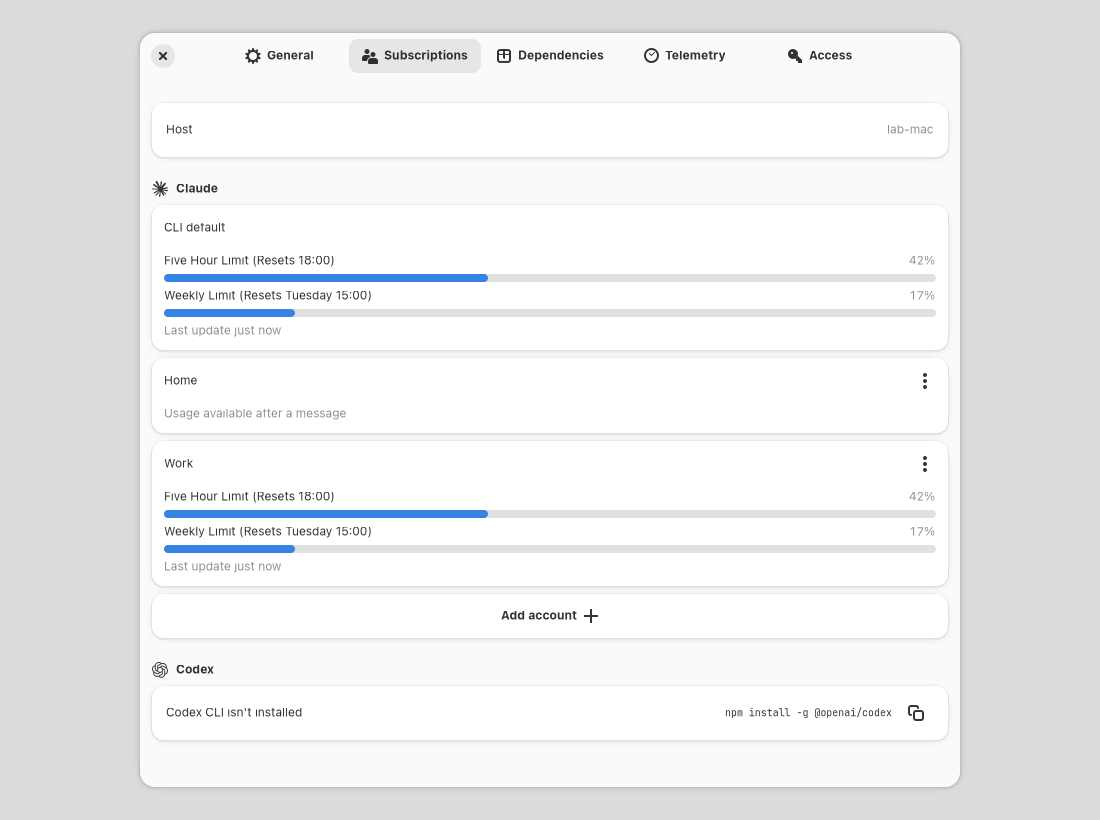 General
Subscriptions
Dependencies
Telemetry
Access
Host
lab-mac
Claude
CLI default
Five Hour Limit (Resets 18:00)
42%
Weekly Limit (Resets Tuesday 15:00)
17%
Last update just now
Home
Usage available after a message
Work
Five Hour Limit (Resets 18:00)
42%
Weekly Limit (Resets Tuesday 15:00)
17%
Last update just now
Add account
Codex
Codex CLI isn't installed
npm install -g @openai/codex